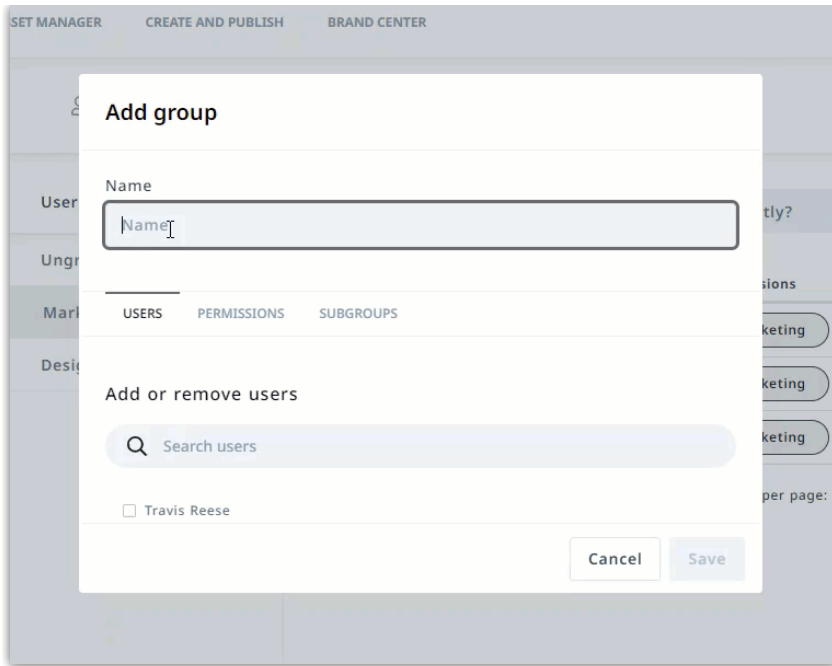 SET MANAGER CREATE AND PUBLISH BRAND CENTER
Add group
Name
User
tly?
Name
Ungr
sions
Mark
USERS PERMISSIONS SUBGROUPS
keting
Desig
keting
Add or remove users
keting
Search users
per page:
Travis Reese
Cancel Save